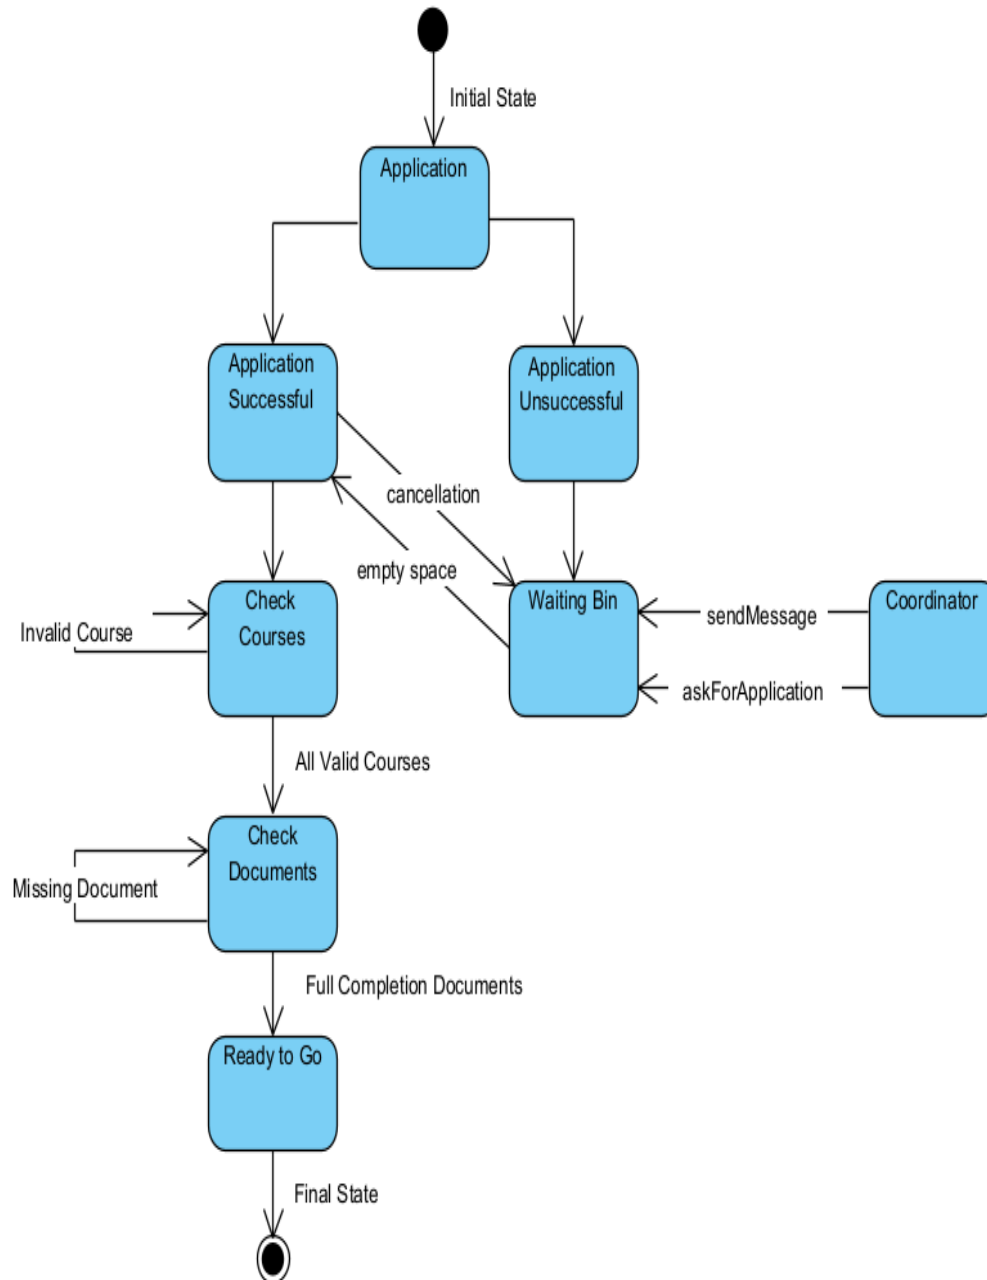 Initial State
Application
Application
Successful
Application
Unsuccessful
cancellation
empty space
Check
Courses
Invalid Course
Waiting Bin
sendMessage
askForApplication
Coordinator
All Valid Courses
Check
Documents
Missing Document
Full Completion Documents
Ready to Go
Final State